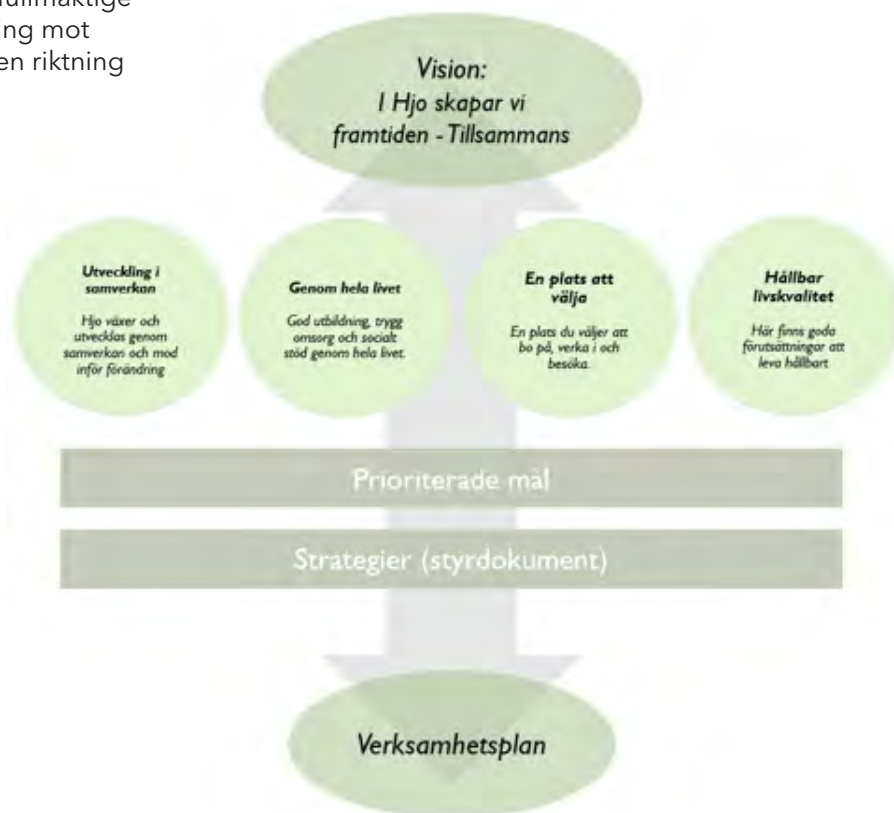 fullmäktige
ing mot
en riktning
Vision:
I Hjo skapar vi
framtiden - Tillsammans
Utveckling i
samverkan
Hjo växer och
utvecklas genom
samverkan och mod
inför förändring
Genom hela livet
God utbildning, trygg
omsorg och socialt
stöd genom hela livet.
En plats att
välja
En plats du väljer att
bo på, verka i och
besöka.
Hållbar
livskvalitet
Här finns goda
förutsättningar att
leva hållbart
Prioriterade mål
Strategier (styrdokument)
Verksamhetsplan